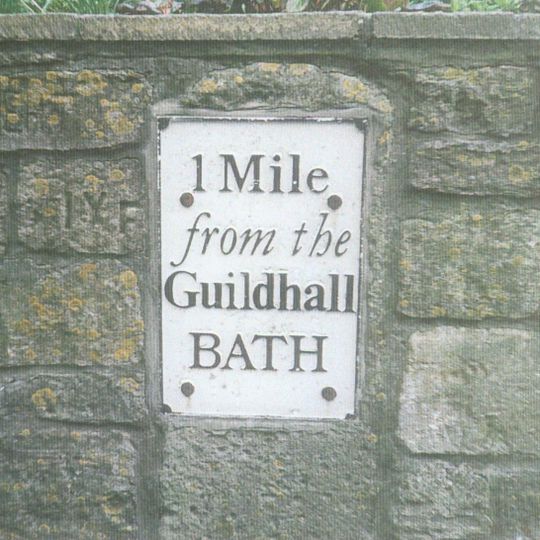 1 Mile
from the
Guildhall
BATH